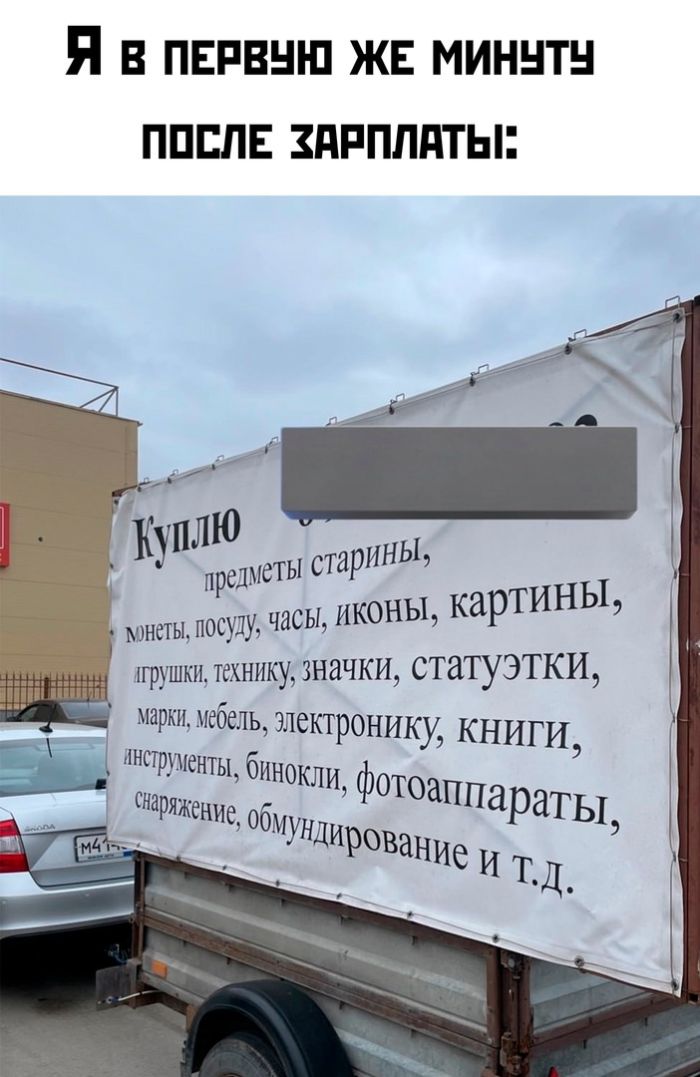 Я в первую же минуту
после зарплаты:
Куплю
предметы старины,
монеты, посуду, часы, иконы, картины,
игрушки, технику, значки, статуэтки,
марки, мебель, электронику, книги,
инструменты, бинокли, фотоаппараты,
снаряжение, обмундирование и т.д.
ŠKODA